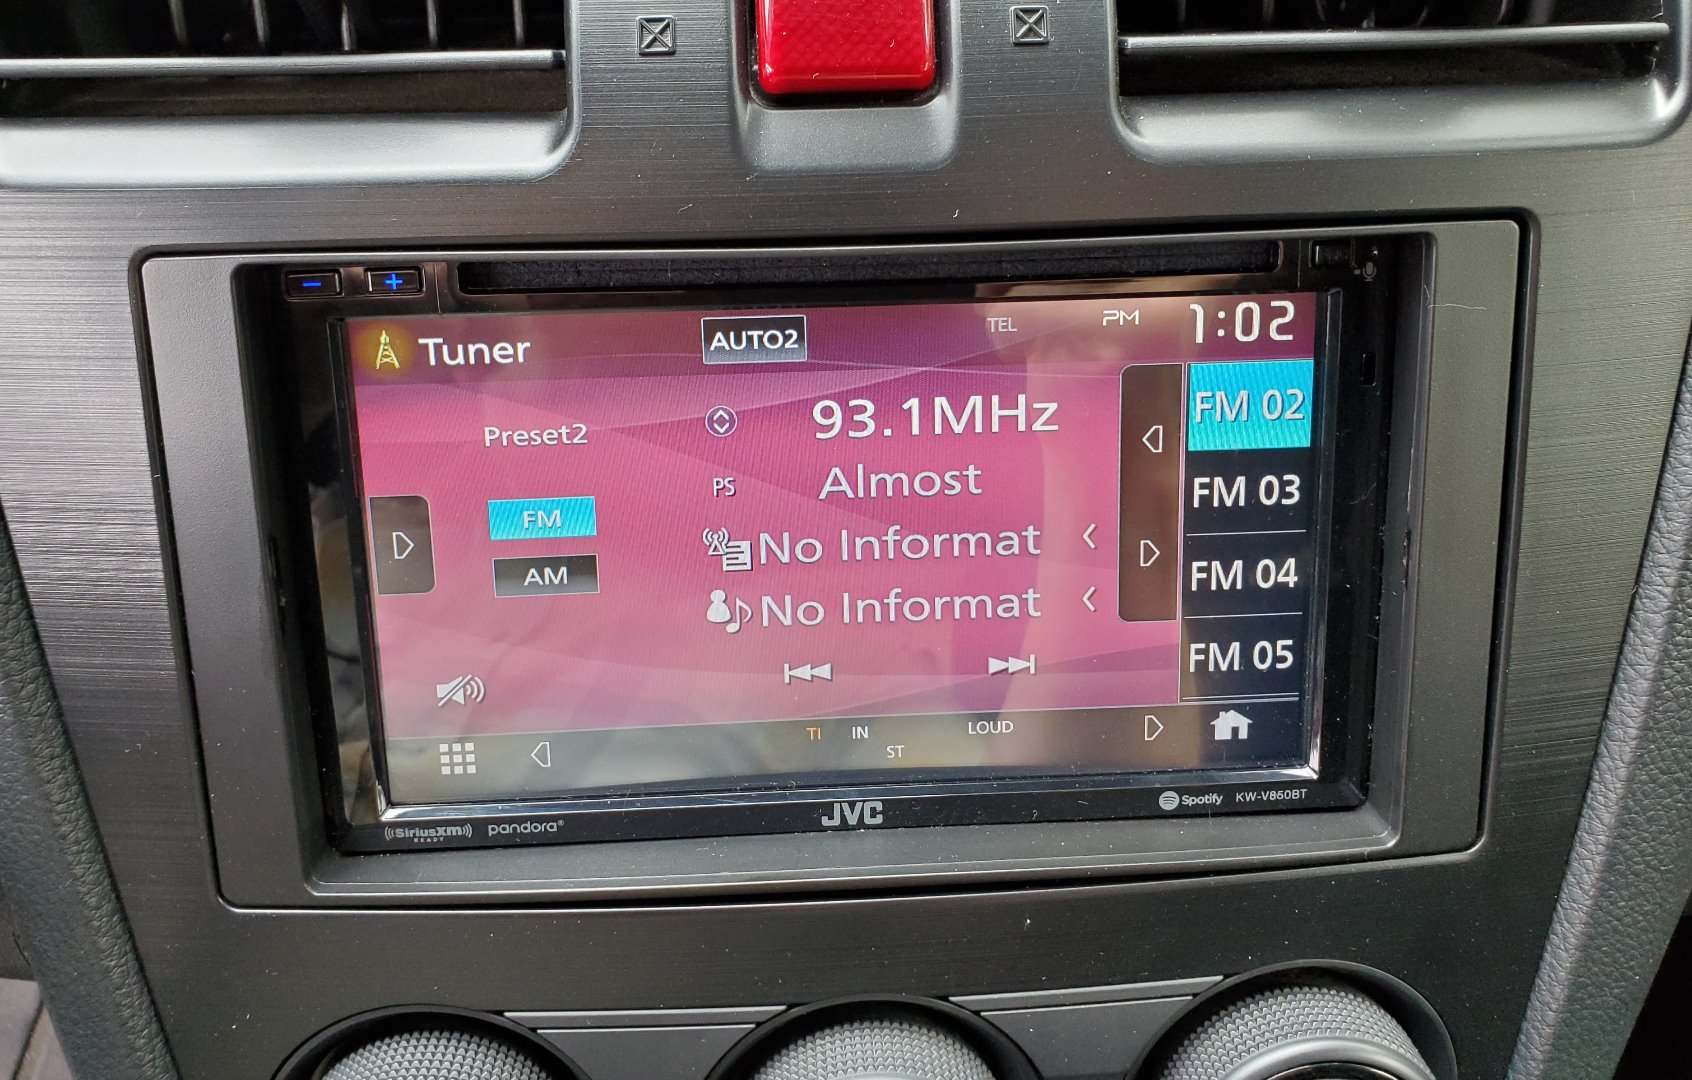 Tuner
AUTO2
TEL
PM
1:02
Preset2
93.1MHz
FM 02
PS
Almost
FM 03
FM
No Informat
AM
FM 04
No Informat
FM 05
TI
IN
LOUD
ST
JVC
Spotify
KW-V850BT
((SiriusXM))
READY
pandora®